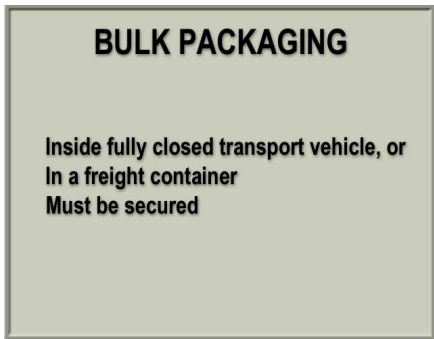 BULK PACKAGING
Inside fully closed transport vehicle, or
In a freight container
Must be secured